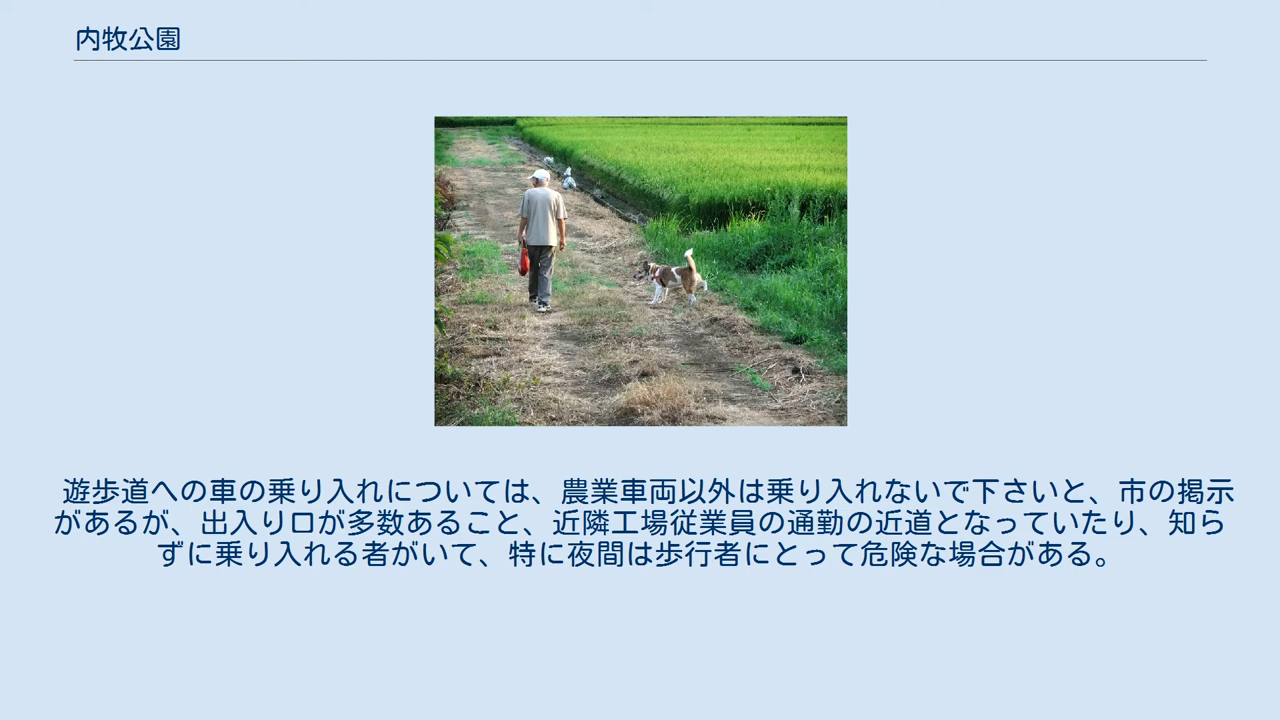 内牧公園
遊歩道への車の乗り入れについては、農業車両以外は乗り入れないで下さいと、市の掲示
があるが、出入り口が多数あること、近隣工場従業員の通勤の近道となっていたり、知ら
ずに乗り入れる者がいて、特に夜間は歩行者にとって危険な場合がある。